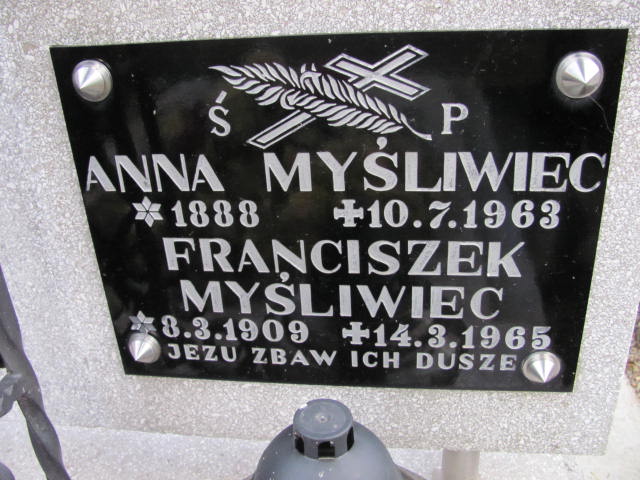 Ś P
ANNA MYŚLIWIEC
1888 10.7.1963
FRANCISZEK
MYŚLIWIEC
8.3.1909 14.3.1965
JEZU ZBAW ICH DUSZE